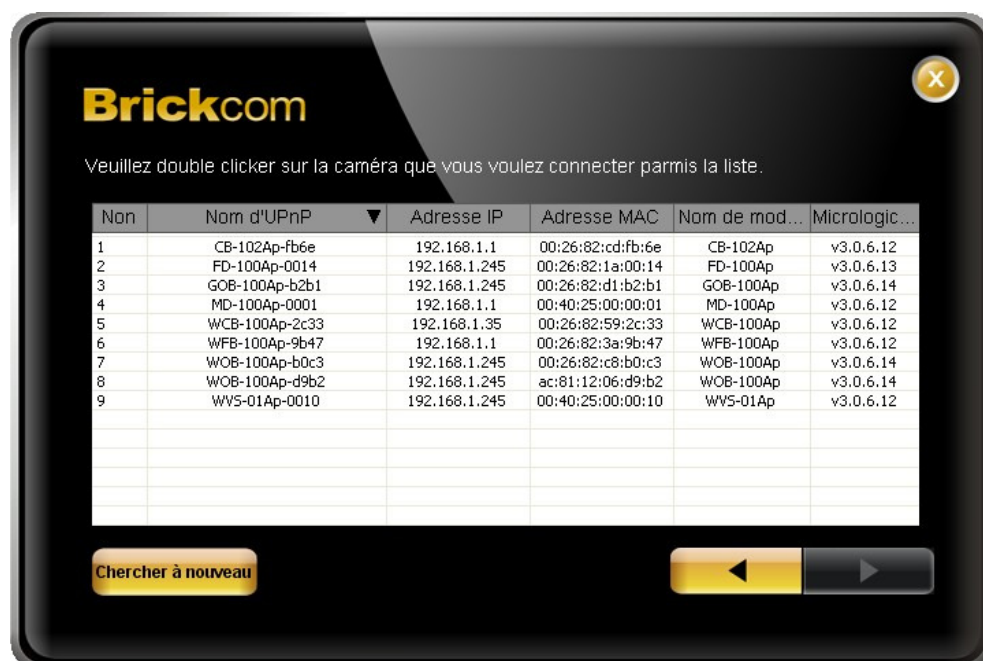 Brickcom
Veuillez double clicker sur la caméra que vous voulez connecter parmis la liste.
Non Nom d'UPnP ▼ Adresse IP Adresse MAC Nom de mod... Micrologic...
1 CB-102Ap-fb6e 192.168.1.1 00:26:82:cd:fb:6e CB-102Ap v3.0.6.12
2 FD-100Ap-0014 192.168.1.245 00:26:82:1a:00:14 FD-100Ap v3.0.6.13
3 GOB-100Ap-b2b1 192.168.1.245 00:26:82:d1:b2:b1 GOB-100Ap v3.0.6.14
4 MD-100Ap-0001 192.168.1.1 00:40:25:00:00:01 MD-100Ap v3.0.6.12
5 WCB-100Ap-2c33 192.168.1.35 00:26:82:59:2c:33 WCB-100Ap v3.0.6.12
6 WFB-100Ap-9b47 192.168.1.1 00:26:82:3a:9b:47 WFB-100Ap v3.0.6.12
7 WOB-100Ap-b0c3 192.168.1.245 00:26:82:c8:b0:c3 WOB-100Ap v3.0.6.14
8 WOB-100Ap-d9b2 192.168.1.245 ac:81:12:06:d9:b2 WOB-100Ap v3.0.6.14
9 WVS-01Ap-0010 192.168.1.245 00:40:25:00:00:10 WVS-01Ap v3.0.6.12
Chercher à nouveau